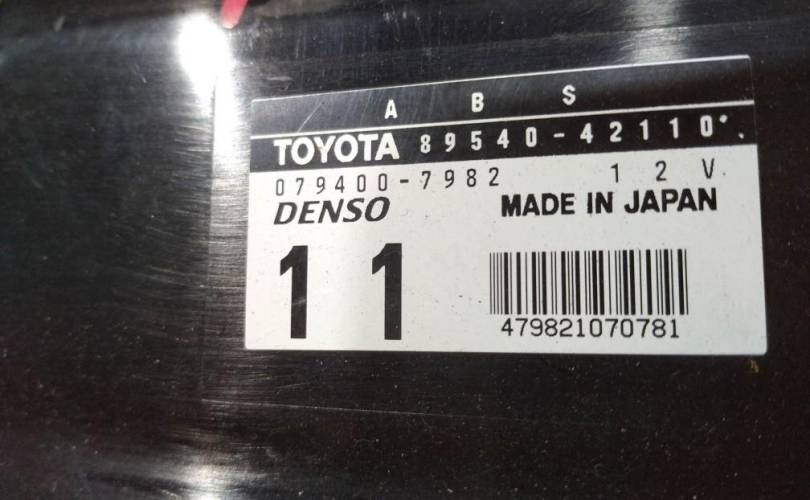 A B S
TOYOTA 89540-42110
079400-7982 12V.
DENSO MADE IN JAPAN
11
479821070781